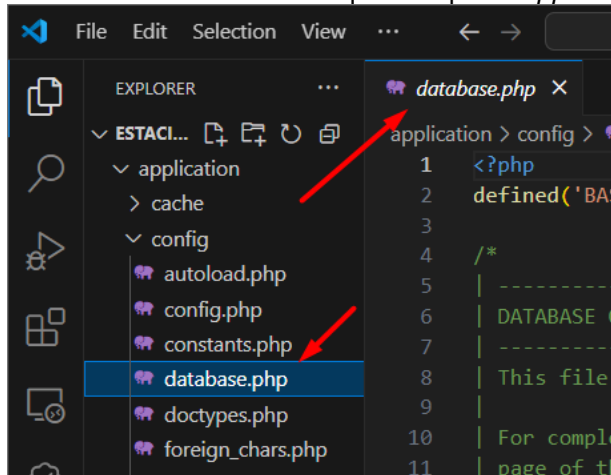 File Edit Selection View ...
EXPLORER ...
ESTACI...
application
cache
config
autoload.php
config.php
constants.php
database.php
doctypes.php
foreign_chars.php
database.php
application > config >
1 <?php
2 defined('BAS
3
4 /*
5 | ---------
6 | DATABASE
7 | ---------
8 | This file
9 |
10 | For comple
11 | page of th